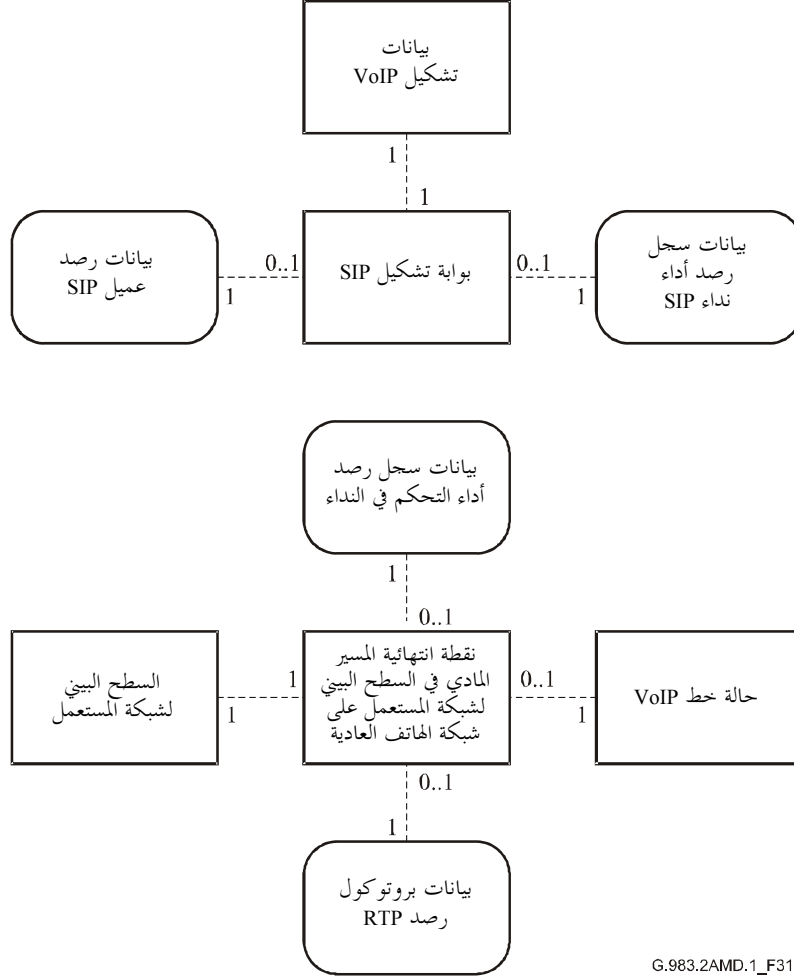 بيانات
تشكيل VoIP
1
1
بيانات سجل
رصد أداء
نداء SIP
0..1
1
بوابة تشكيل SIP
0..1
1
بيانات رصد
عميل SIP
بيانات سجل رصد
أداء التحكم في النداء
1
0..1
حالة خط VoIP
0..1
1
نقطة انتهائية المسير
المادي في السطح البيني
لشبكة المستعمل على
شبكة الهاتف العادية
1
1
السطح البيني
لشبكة المستعمل
0..1
1
بيانات بروتوكول
رصد RTP
G.983.2AMD.1_F31